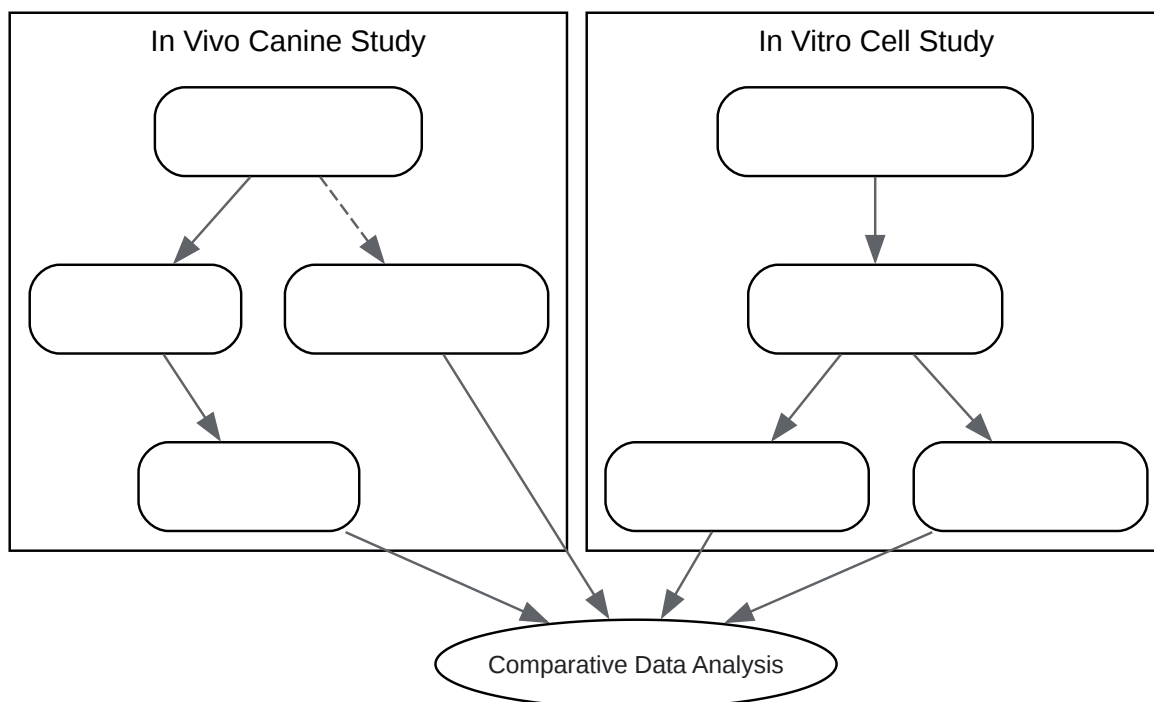 In Vivo Canine Study
In Vitro Cell Study
Comparative Data Analysis